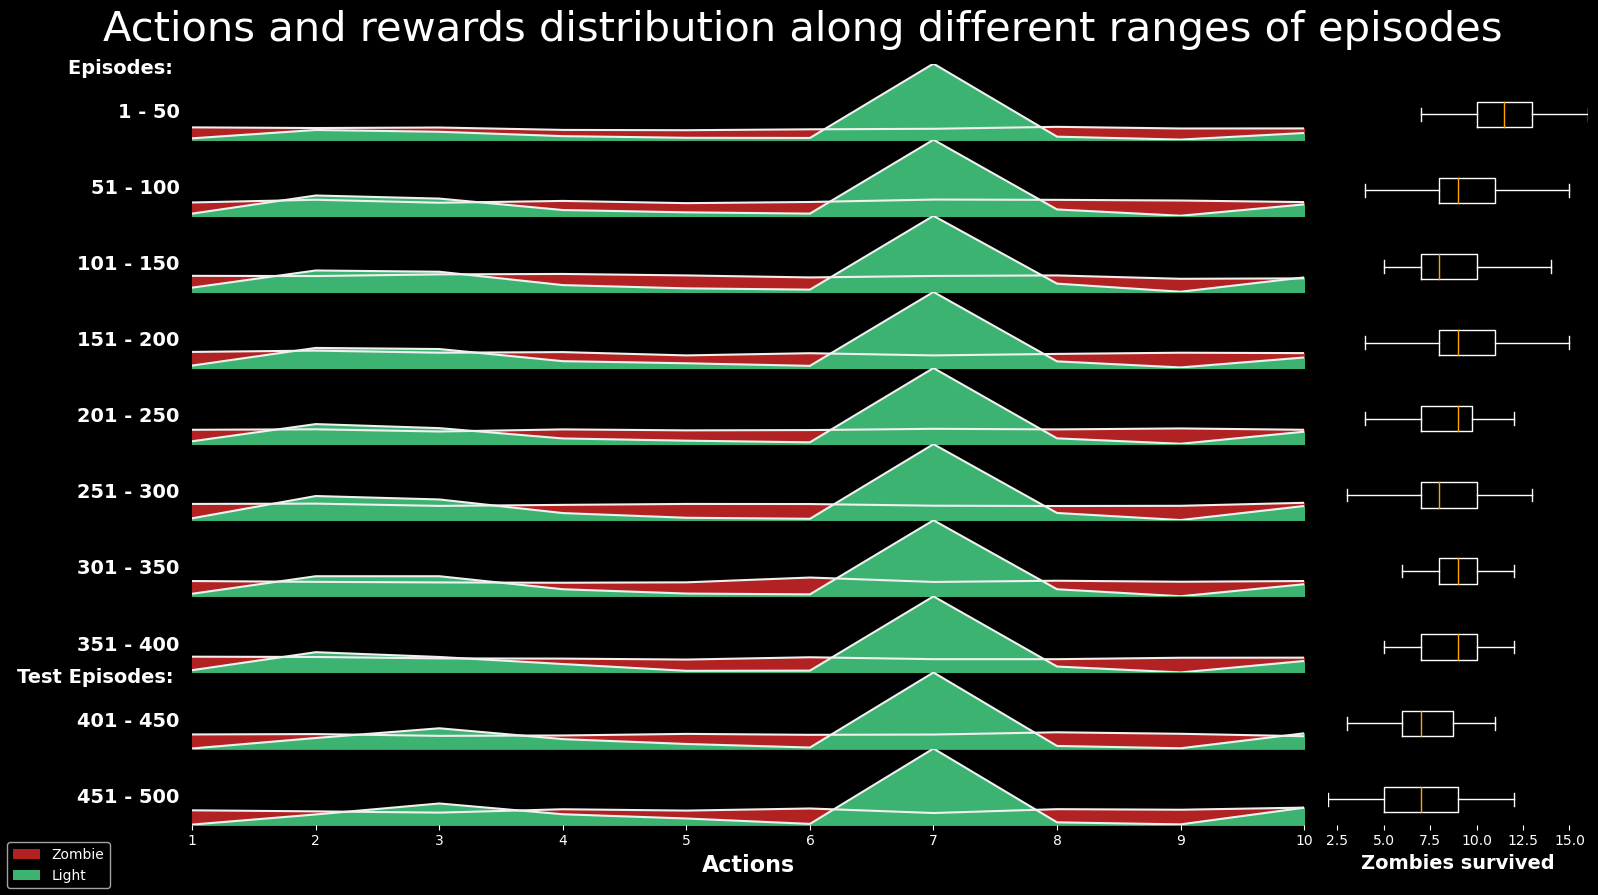 Actions and rewards distribution along different ranges of episodes
Episodes:
1 - 50
51 - 100
101 - 150
151 - 200
201 - 250
251 - 300
301 - 350
351 - 400
Test Episodes:
401 - 450
451 - 500
1 2 3 4 5 6 7 8 9 10 2.5 5.0 7.5 10.0 12.5 15.0
Actions Zombies survived
Zombie
Light